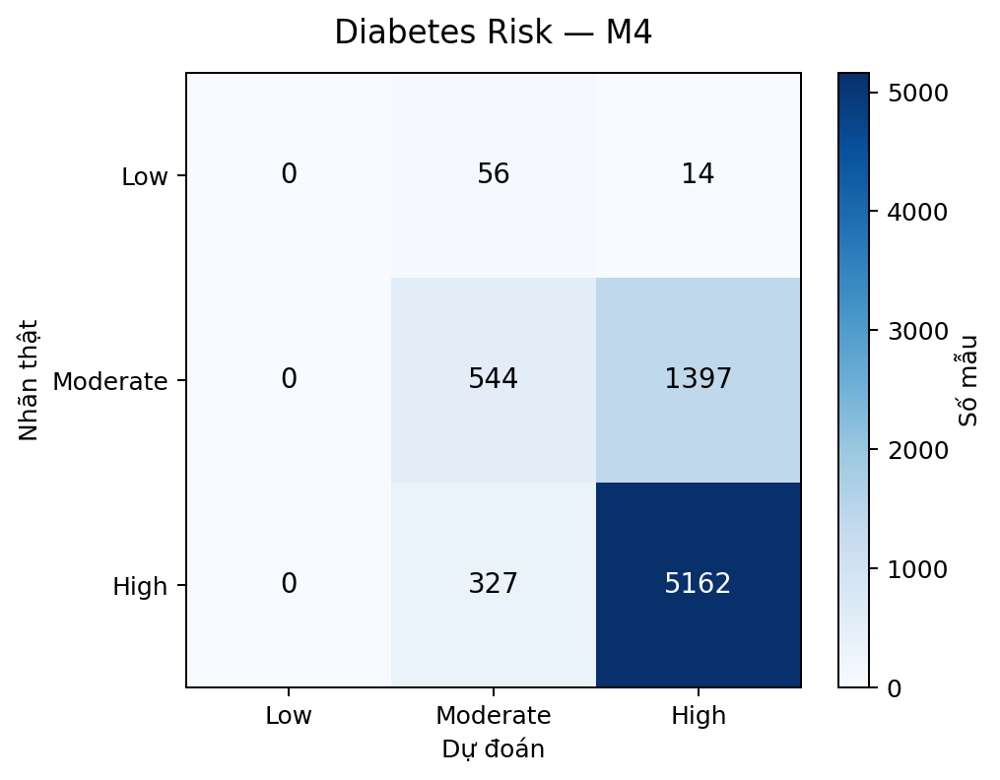 Diabetes Risk — M4
Nhãn thật
Low
Moderate
High
0
56
14
0
544
1397
0
327
5162
Low
Moderate
High
Dự đoán
5000
4000
3000
2000
1000
0
Số mẫu